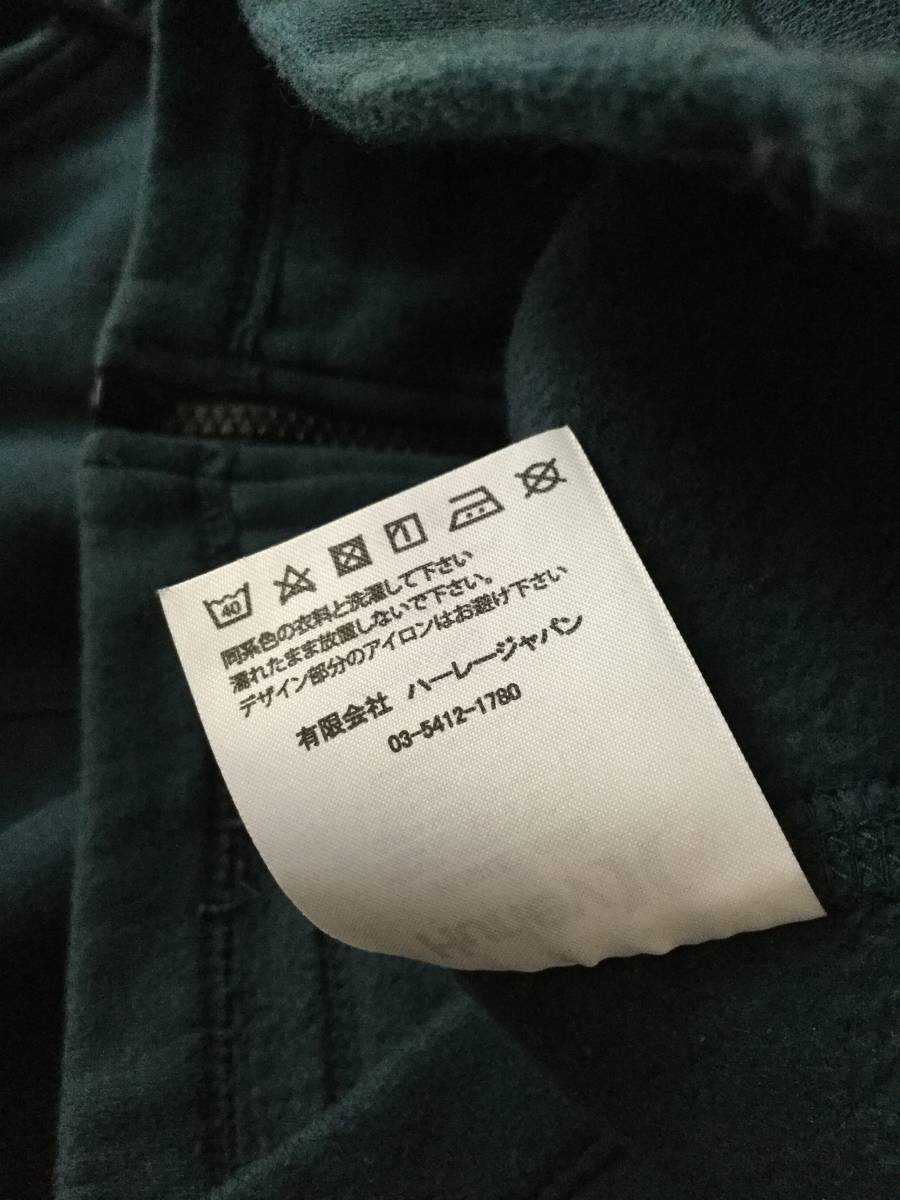 40
同系色の衣料と洗濯して下さい
濡れたまま放置しないで下さい。
デザイン部分のアイロンはお避け下さい
有限会社 ハーレージャパン
03-5412-1780